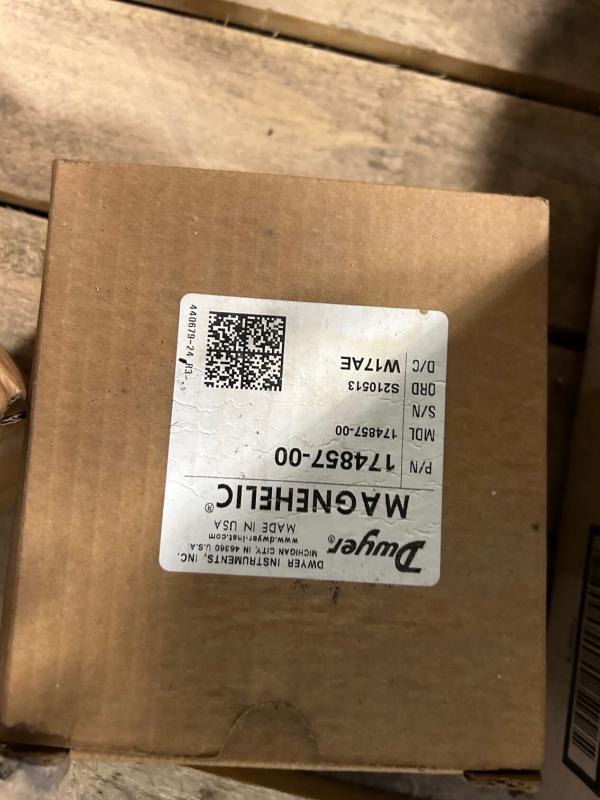 Dwyer®
DWYER INSTRUMENTS, INC.
MICHIGAN CITY, IN 46360 U.S.A.
www.dwyer-inst.com
MADE IN USA
MAGNEHELIC®
P/N 174857-00
MDL 174857-00
S/N
ORD S210513
D/C W17AE
440679-24